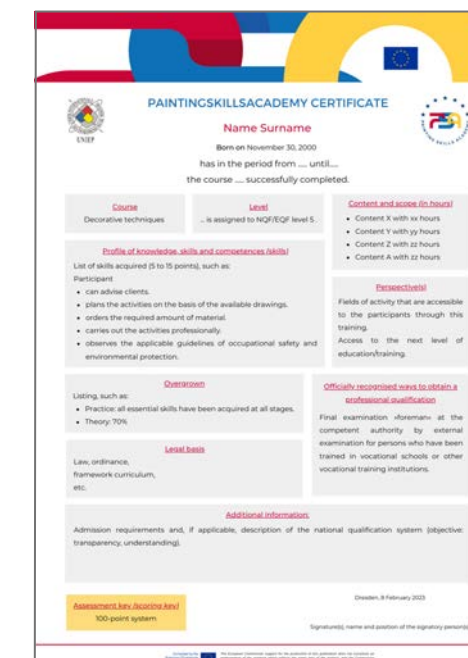 PAINTINGSKILLSACADEMY CERTIFICATE
UNIEP
PSA
Name Surname
Born on November 30, 2000
has in the period from ..... until.....
the course ..... successfully completed.
Course
Decorative techniques
Level
... is assigned to NQF/EQF level 5.
Content and scope (in hours)
• Content X with xx hours
• Content Y with yy hours
• Content Z with zz hours
• Content A with zz hours
Profile of knowledge, skills and competences (skills)
List of skills acquired (5 to 15 points), such as:
Participant
• can advise clients.
• plans the activities on the basis of the available drawings.
• orders the required amount of material.
• carries out the activities professionally.
• observes the applicable guidelines of occupational safety and
environmental protection.
Perspective(s)
Fields of activity that are accessible
to the participants through this
training.
Access to the next level of
education/training.
Overgrown
Listing, such as:
• Practice: all essential skills have been acquired at all stages.
• Theory: 70%
Officially recognised ways to obtain a
professional qualification
Final examination »foreman« at the
competent authority by external
examination for persons who have been
trained in vocational schools or other
vocational training institutions.
Legal basis
Law, ordinance,
framework curriculum,
etc.
Additional information:
Admission requirements and, if applicable, description of the national qualification system (objective:
transparency, understanding).
Assessment key (scoring key)
100-point system
Dresden, 8 February 2023
Signature(s), name and position of the signatory person(s)